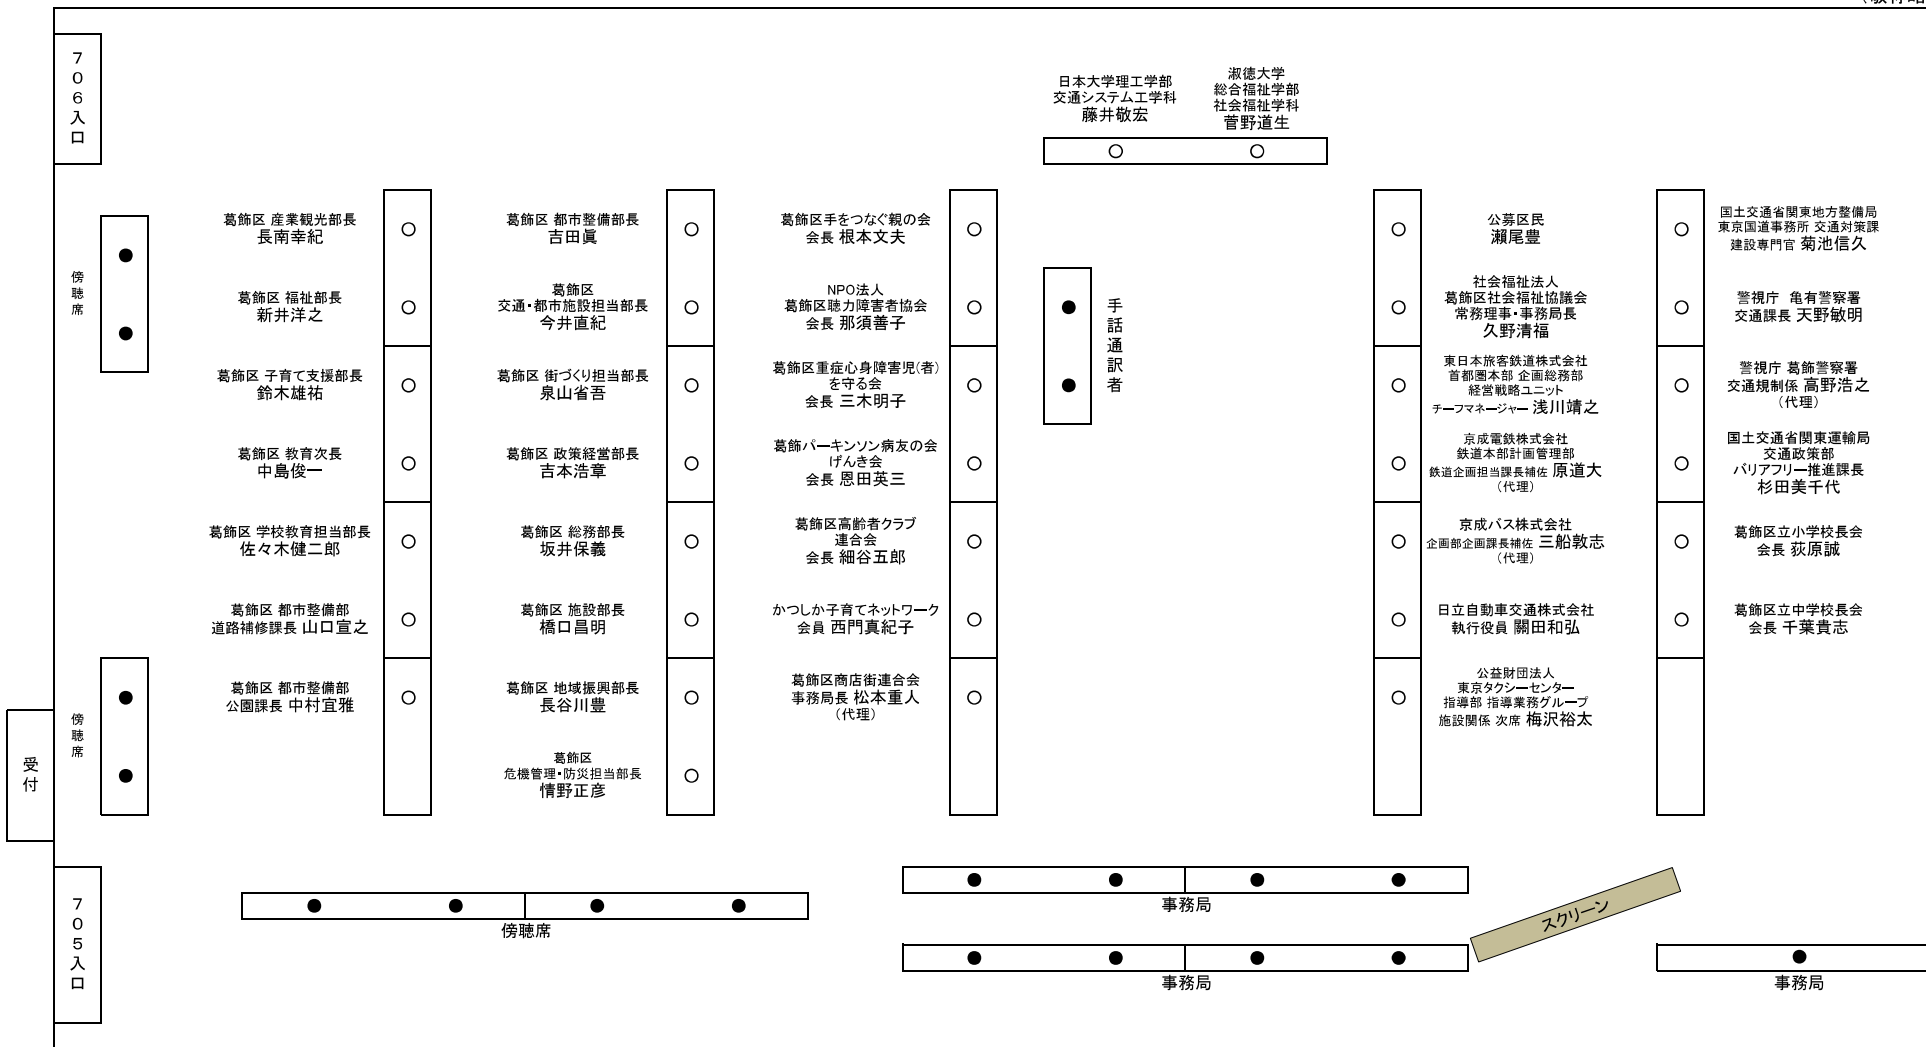 706入口
日本大学理工学部
交通システム工学科
藤井敬宏
淑徳大学
総合福祉学部
社会福祉学科
菅野道生
傍聴席
葛飾区 産業観光部長
長南幸紀
葛飾区 福祉部長
新井洋之
葛飾区 子育て支援部長
鈴木雄祐
葛飾区 教育次長
中島俊一
葛飾区 学校教育担当部長
佐々木健二郎
葛飾区 都市整備部
道路補修課長 山口宣之
葛飾区 都市整備部
公園課長 中村宜雅
葛飾区 都市整備部長
吉田眞
葛飾区
交通・都市施設担当部長
今井直紀
葛飾区 街づくり担当部長
泉山省吾
葛飾区 政策経営部長
吉本浩章
葛飾区 総務部長
坂井保義
葛飾区 施設部長
橋口昌明
葛飾区 地域振興部長
長谷川豊
葛飾区
危機管理・防災担当部長
情野正彦
葛飾区手をつなぐ親の会
会長 根本文夫
NPO法人
葛飾区聴力障害者協会
会長 那須善子
葛飾区重症心身障害児(者)
を守る会
会長 三木明子
葛飾パーキンソン病友の会
げんき会
会長 恩田英三
葛飾区高齢者クラブ
連合会
会長 細谷五郎
かつしか子育てネットワーク
会員 西門真紀子
葛飾区商店街連合会
事務局長 松本重人
(代理)
手話通訳者
公募区民
瀬尾豊
社会福祉法人
葛飾区社会福祉協議会
常務理事・事務局長
久野清福
東日本旅客鉄道株式会社
首都圏本部 企画総務部
経営戦略ユニット
チーフマネージャー 浅川靖之
京成電鉄株式会社
鉄道本部計画管理部
鉄道企画担当課長補佐 原道大
(代理)
京成バス株式会社
企画部企画課長補佐 三船敦志
(代理)
日立自動車交通株式会社
執行役員 關田和弘
公益財団法人
東京タクシーセンター
指導部 指導業務グループ
施設関係 次席 梅沢裕太
国土交通省関東地方整備局
東京国道事務所 交通対策課
建設専門官 菊池信久
警視庁 亀有警察署
交通課長 天野敏明
警視庁 葛飾警察署
交通規制係 高野浩之
(代理)
国土交通省関東運輸局
交通政策部
バリアフリー推進課長
杉田美千代
葛飾区立小学校長会
会長 荻原誠
葛飾区立中学校長会
会長 千葉貴志
傍聴席
受付
705入口
傍聴席
事務局
スクリーン
事務局
事務局